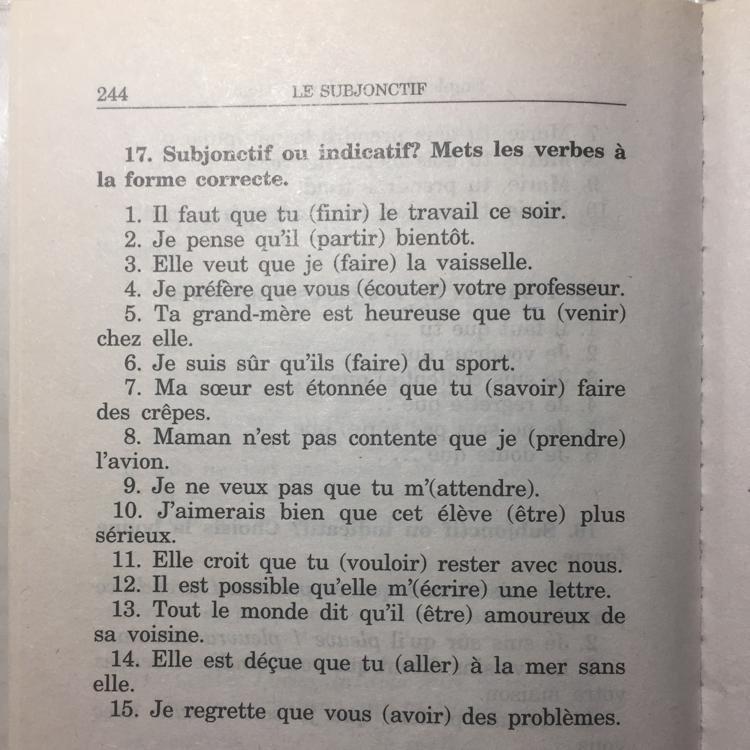 244
LE SUBJONCTIF
17. Subjonctif ou indicatif? Mets les verbes à
la forme correcte.
1. Il faut que tu (finir) le travail ce soir.
2. Je pense qu'il (partir) bientôt.
3. Elle veut que je (faire) la vaisselle.
4. Je préfère que vous (écouter) votre professeur.
5. Ta grand-mère est heureuse que tu (venir)
chez elle.
6. Je suis sûr qu'ils (faire) du sport.
7. Ma sœur est étonnée que tu (savoir) faire
des crêpes.
8. Maman n'est pas contente que je (prendre)
l'avion.
9. Je ne veux pas que tu m'(attendre).
10. J'aimerais bien que cet élève (être) plus
sérieux.
11. Elle croit que tu (vouloir) rester avec nous.
12. Il est possible qu'elle m'(écrire) une lettre.
13. Tout le monde dit qu'il (être) amoureux de
sa voisine.
14. Elle est déçue que tu (aller) à la mer sans
elle.
15. Je regrette que vous (avoir) des problèmes.